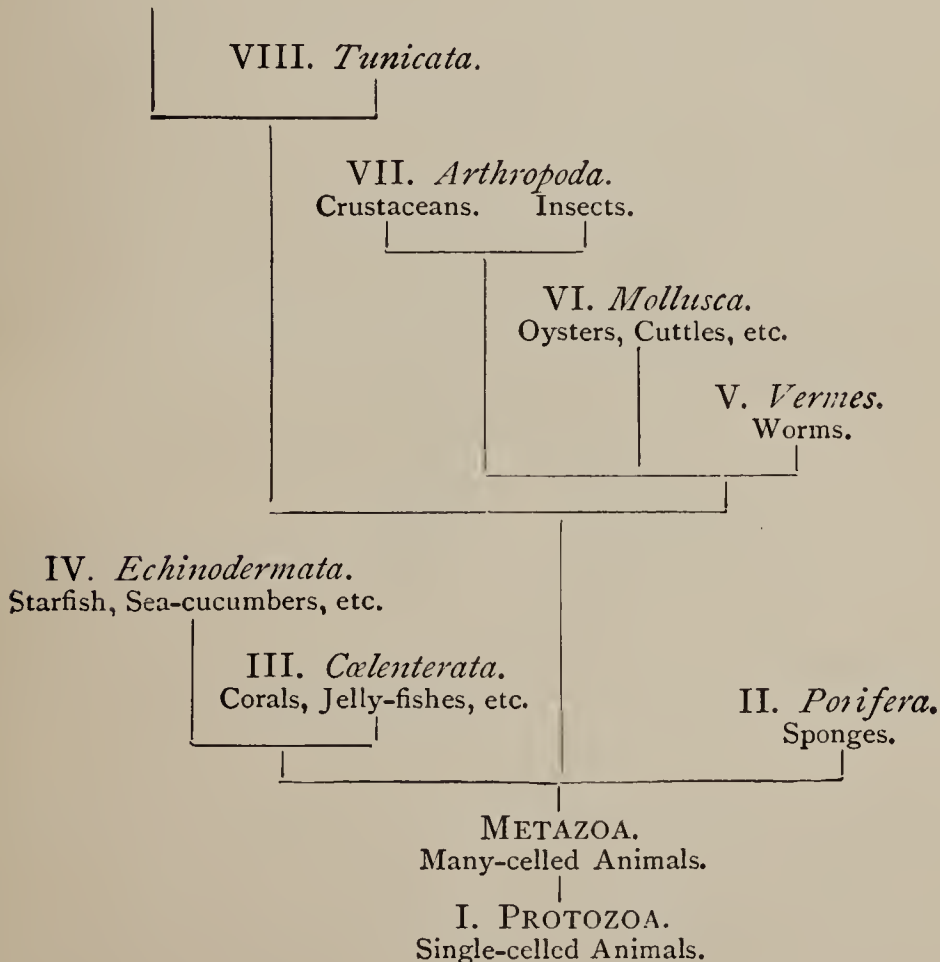 VIII. Tunicata.
VII. Arthropoda.
Crustaceans. Insects.
VI. Mollusca.
Oysters, Cuttles, etc.
V. Vermes.
Worms.
IV. Echinodermata.
Starfish, Sea-cucumbers, etc.
III. Cœlenterata.
Corals, Jelly-fishes, etc.
II. Porifera.
Sponges.
METAZOA.
Many-celled Animals.
I. PROTOZOA.
Single-celled Animals.